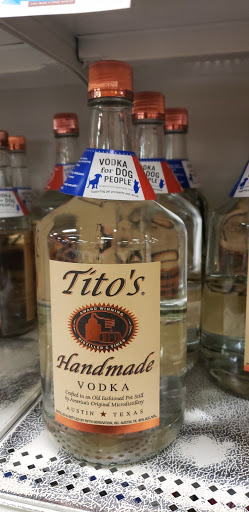 VODKA
for DOG
PEOPLE
Tito's
Handmade
VODKA
Crafted in an Old Fashioned Pot Still
by America's Original Microdistillery
AUSTIN ★ TEXAS